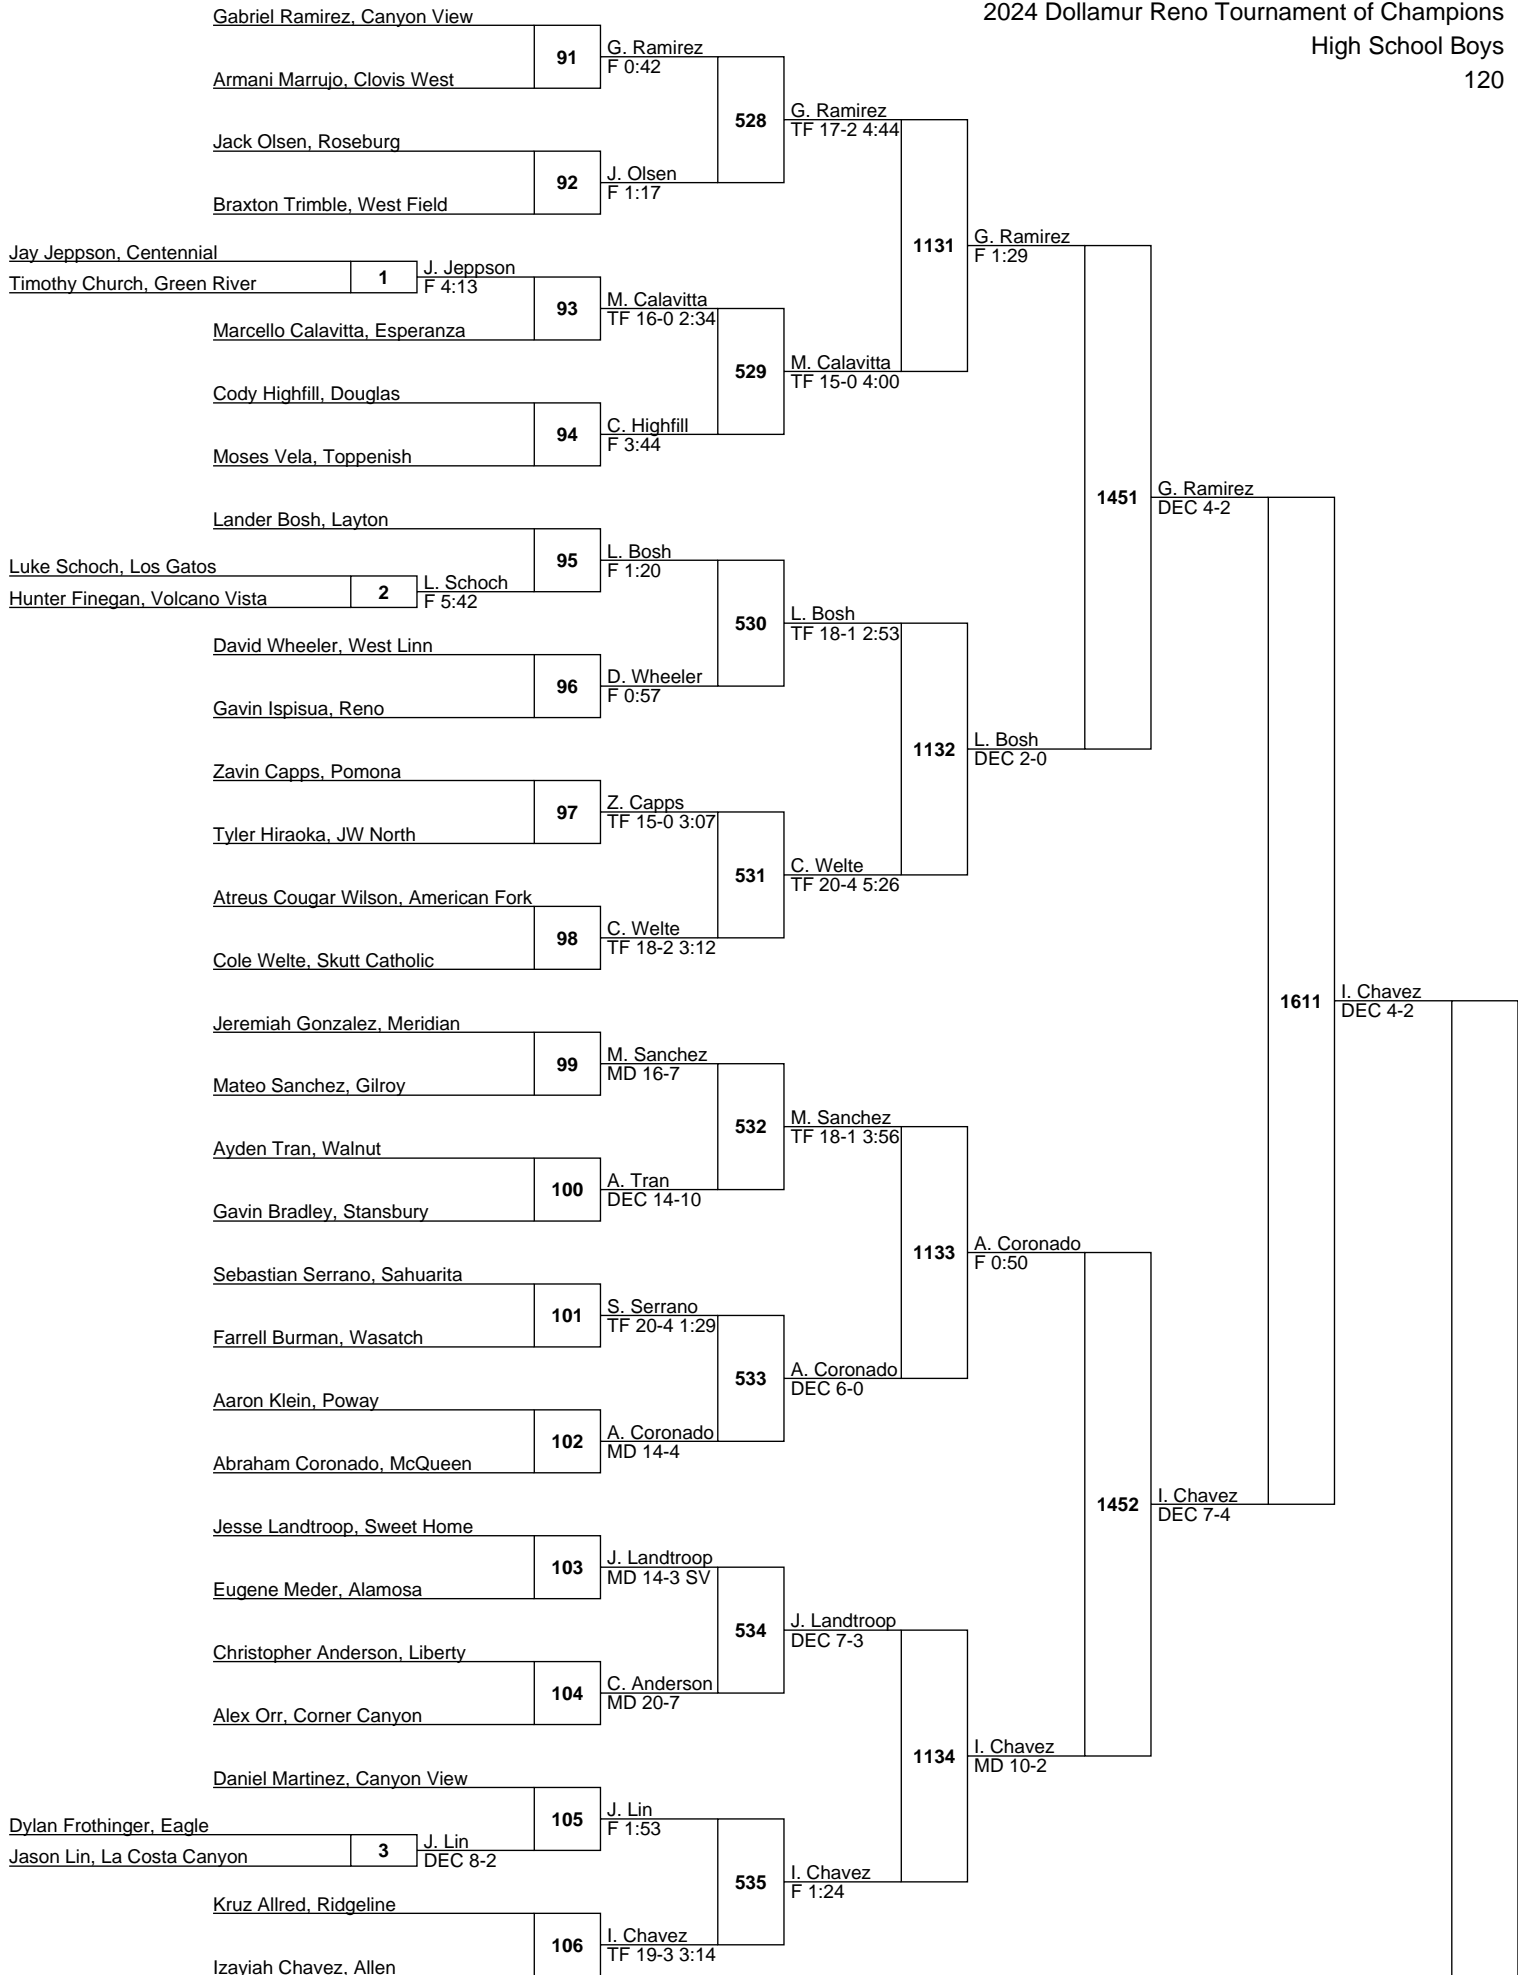 2024 Dollamur Reno Tournament of Champions
High School Boys
120
Gabriel Ramirez, Canyon View
91
G. Ramirez
F 0:42
Armani Marrujo, Clovis West
528
G. Ramirez
TF 17-2 4:44
Jack Olsen, Roseburg
92
J. Olsen
F 1:17
Braxton Trimble, West Field
1131
G. Ramirez
F 1:29
Jay Jeppson, Centennial
Timothy Church, Green River
1
J. Jeppson
F 4:13
93
M. Calavitta
TF 16-0 2:34
Marcello Calavitta, Esperanza
529
M. Calavitta
TF 15-0 4:00
Cody Highfill, Douglas
94
C. Highfill
F 3:44
Moses Vela, Toppenish
1451
G. Ramirez
DEC 4-2
Lander Bosh, Layton
95
L. Bosh
F 1:20
Luke Schoch, Los Gatos
Hunter Finegan, Volcano Vista
2
L. Schoch
F 5:42
530
L. Bosh
TF 18-1 2:53
David Wheeler, West Linn
96
D. Wheeler
F 0:57
Gavin Ispisua, Reno
1132
L. Bosh
DEC 2-0
Zavin Capps, Pomona
97
Z. Capps
TF 15-0 3:07
Tyler Hiraoka, JW North
531
C. Welte
TF 20-4 5:26
Atreus Cougar Wilson, American Fork
98
C. Welte
TF 18-2 3:12
Cole Welte, Skutt Catholic
1611
I. Chavez
DEC 4-2
Jeremiah Gonzalez, Meridian
99
M. Sanchez
MD 16-7
Mateo Sanchez, Gilroy
532
M. Sanchez
TF 18-1 3:56
Ayden Tran, Walnut
100
A. Tran
DEC 14-10
Gavin Bradley, Stansbury
1133
A. Coronado
F 0:50
Sebastian Serrano, Sahuarita
101
S. Serrano
TF 20-4 1:29
Farrell Burman, Wasatch
533
A. Coronado
DEC 6-0
Aaron Klein, Poway
102
A. Coronado
MD 14-4
Abraham Coronado, McQueen
1452
I. Chavez
DEC 7-4
Jesse Landtroop, Sweet Home
103
J. Landtroop
MD 14-3 SV
Eugene Meder, Alamosa
534
J. Landtroop
DEC 7-3
Christopher Anderson, Liberty
104
C. Anderson
MD 20-7
Alex Orr, Corner Canyon
1134
I. Chavez
MD 10-2
Daniel Martinez, Canyon View
105
J. Lin
F 1:53
Dylan Frothinger, Eagle
Jason Lin, La Costa Canyon
3
J. Lin
DEC 8-2
535
I. Chavez
F 1:24
Kruz Allred, Ridgeline
106
I. Chavez
TF 19-3 3:14
Izayiah Chavez, Allen